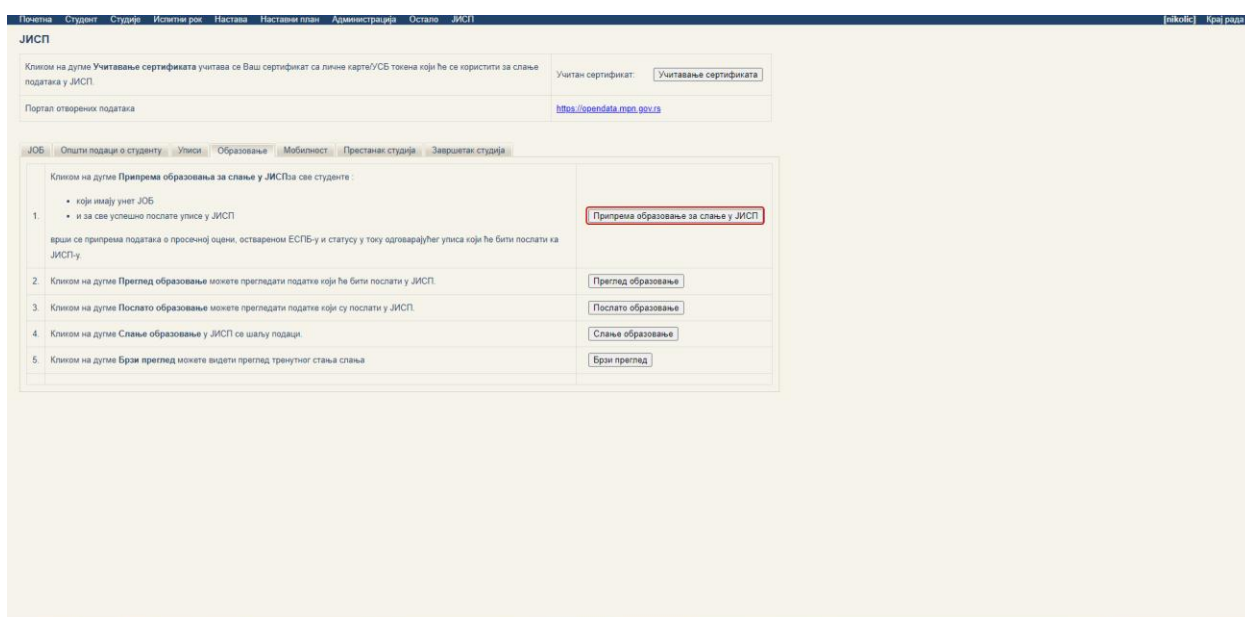 Почетна Студент Студије Испитни рок Настава Наставни план Администрација Остало ЈИСП [nikolic] Крај рада
ЈИСП
Кликом на дугме Учитавање сертификата учитава се Ваш сертификат са личне карте/УСБ токена који ће се користити за слање
података у ЈИСП.
Учитан сертификат: Учитавање сертификата
Портал отворених података https://opendata.mpn.gov.rs
ЈОБ Општи подаци о студенту Уписи Образовање Мобилност Престанак студија Завршетак студија
Кликом на дугме Припрема образовања за слање у ЈИСПза све студенте :
• који имају унет ЈОБ
1. • и за све успешно послате уписе у ЈИСП Припрема образовање за слање у ЈИСП
врши се припрема података о просечној оцени, оствареном ЕСПБ-у и статусу у току одговарајућег уписа који ће бити послати ка
ЈИСП-у.
2. Кликом на дугме Преглед образовање можете прегледати податке који ће бити послати у ЈИСП. Преглед образовање
3. Кликом на дугме Послато образовање можете прегледати податке који су послати у ЈИСП. Послато образовање
4. Кликом на дугме Слање образовање у ЈИСП се шаљу подаци. Слање образовање
5. Кликом на дугме Брзи преглед можете видети преглед тренутног стања слања Брзи преглед